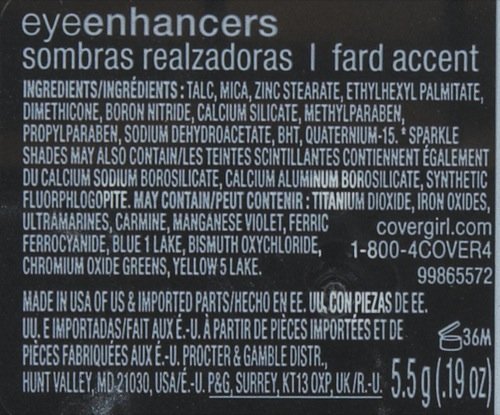 eyeenhancers
sombras realzadoras | fard accent
INGREDIENTS/INGRÉDIENTS : TALC, MICA, ZINC STEARATE, ETHYLHEXYL PALMITATE,
DIMETHICONE, BORON NITRIDE, CALCIUM SILICATE, METHYLPARABEN,
PROPYLPARABEN, SODIUM DEHYDROACETATE, BHT, QUATERNIUM-15. * SPARKLE
SHADES MAY ALSO CONTAIN/LES TEINTES SCINTILLANTES CONTIENNENT ÉGALEMENT
DU CALCIUM SODIUM BOROSILICATE, CALCIUM ALUMINUM BOROSILICATE, SYNTHETIC
FLUORPHLOGOPITE. MAY CONTAIN/PEUT CONTENIR : TITANIUM DIOXIDE, IRON OXIDES,
ULTRAMARINES, CARMINE, MANGANESE VIOLET, FERRIC
FERROCYANIDE, BLUE 1 LAKE, BISMUTH OXYCHLORIDE,
CHROMIUM OXIDE GREENS, YELLOW 5 LAKE.
covergirl.com
1-800-4COVER4
99865572
MADE IN USA OF US & IMPORTED PARTS/HECHO EN EE. UU. CON PIEZAS DE EE.
UU. E IMPORTADAS/FAIT AUX É.-U. À PARTIR DE PIÈCES IMPORTÉES ET DE
PIÈCES FABRIQUÉES AUX É.-U. PROCTER & GAMBLE DISTR.,
HUNT VALLEY, MD 21030, USA/É.-U. P&G, SURREY, KT13 0XP, UK/R.-U.
36M
5.5 g (.19 oz)